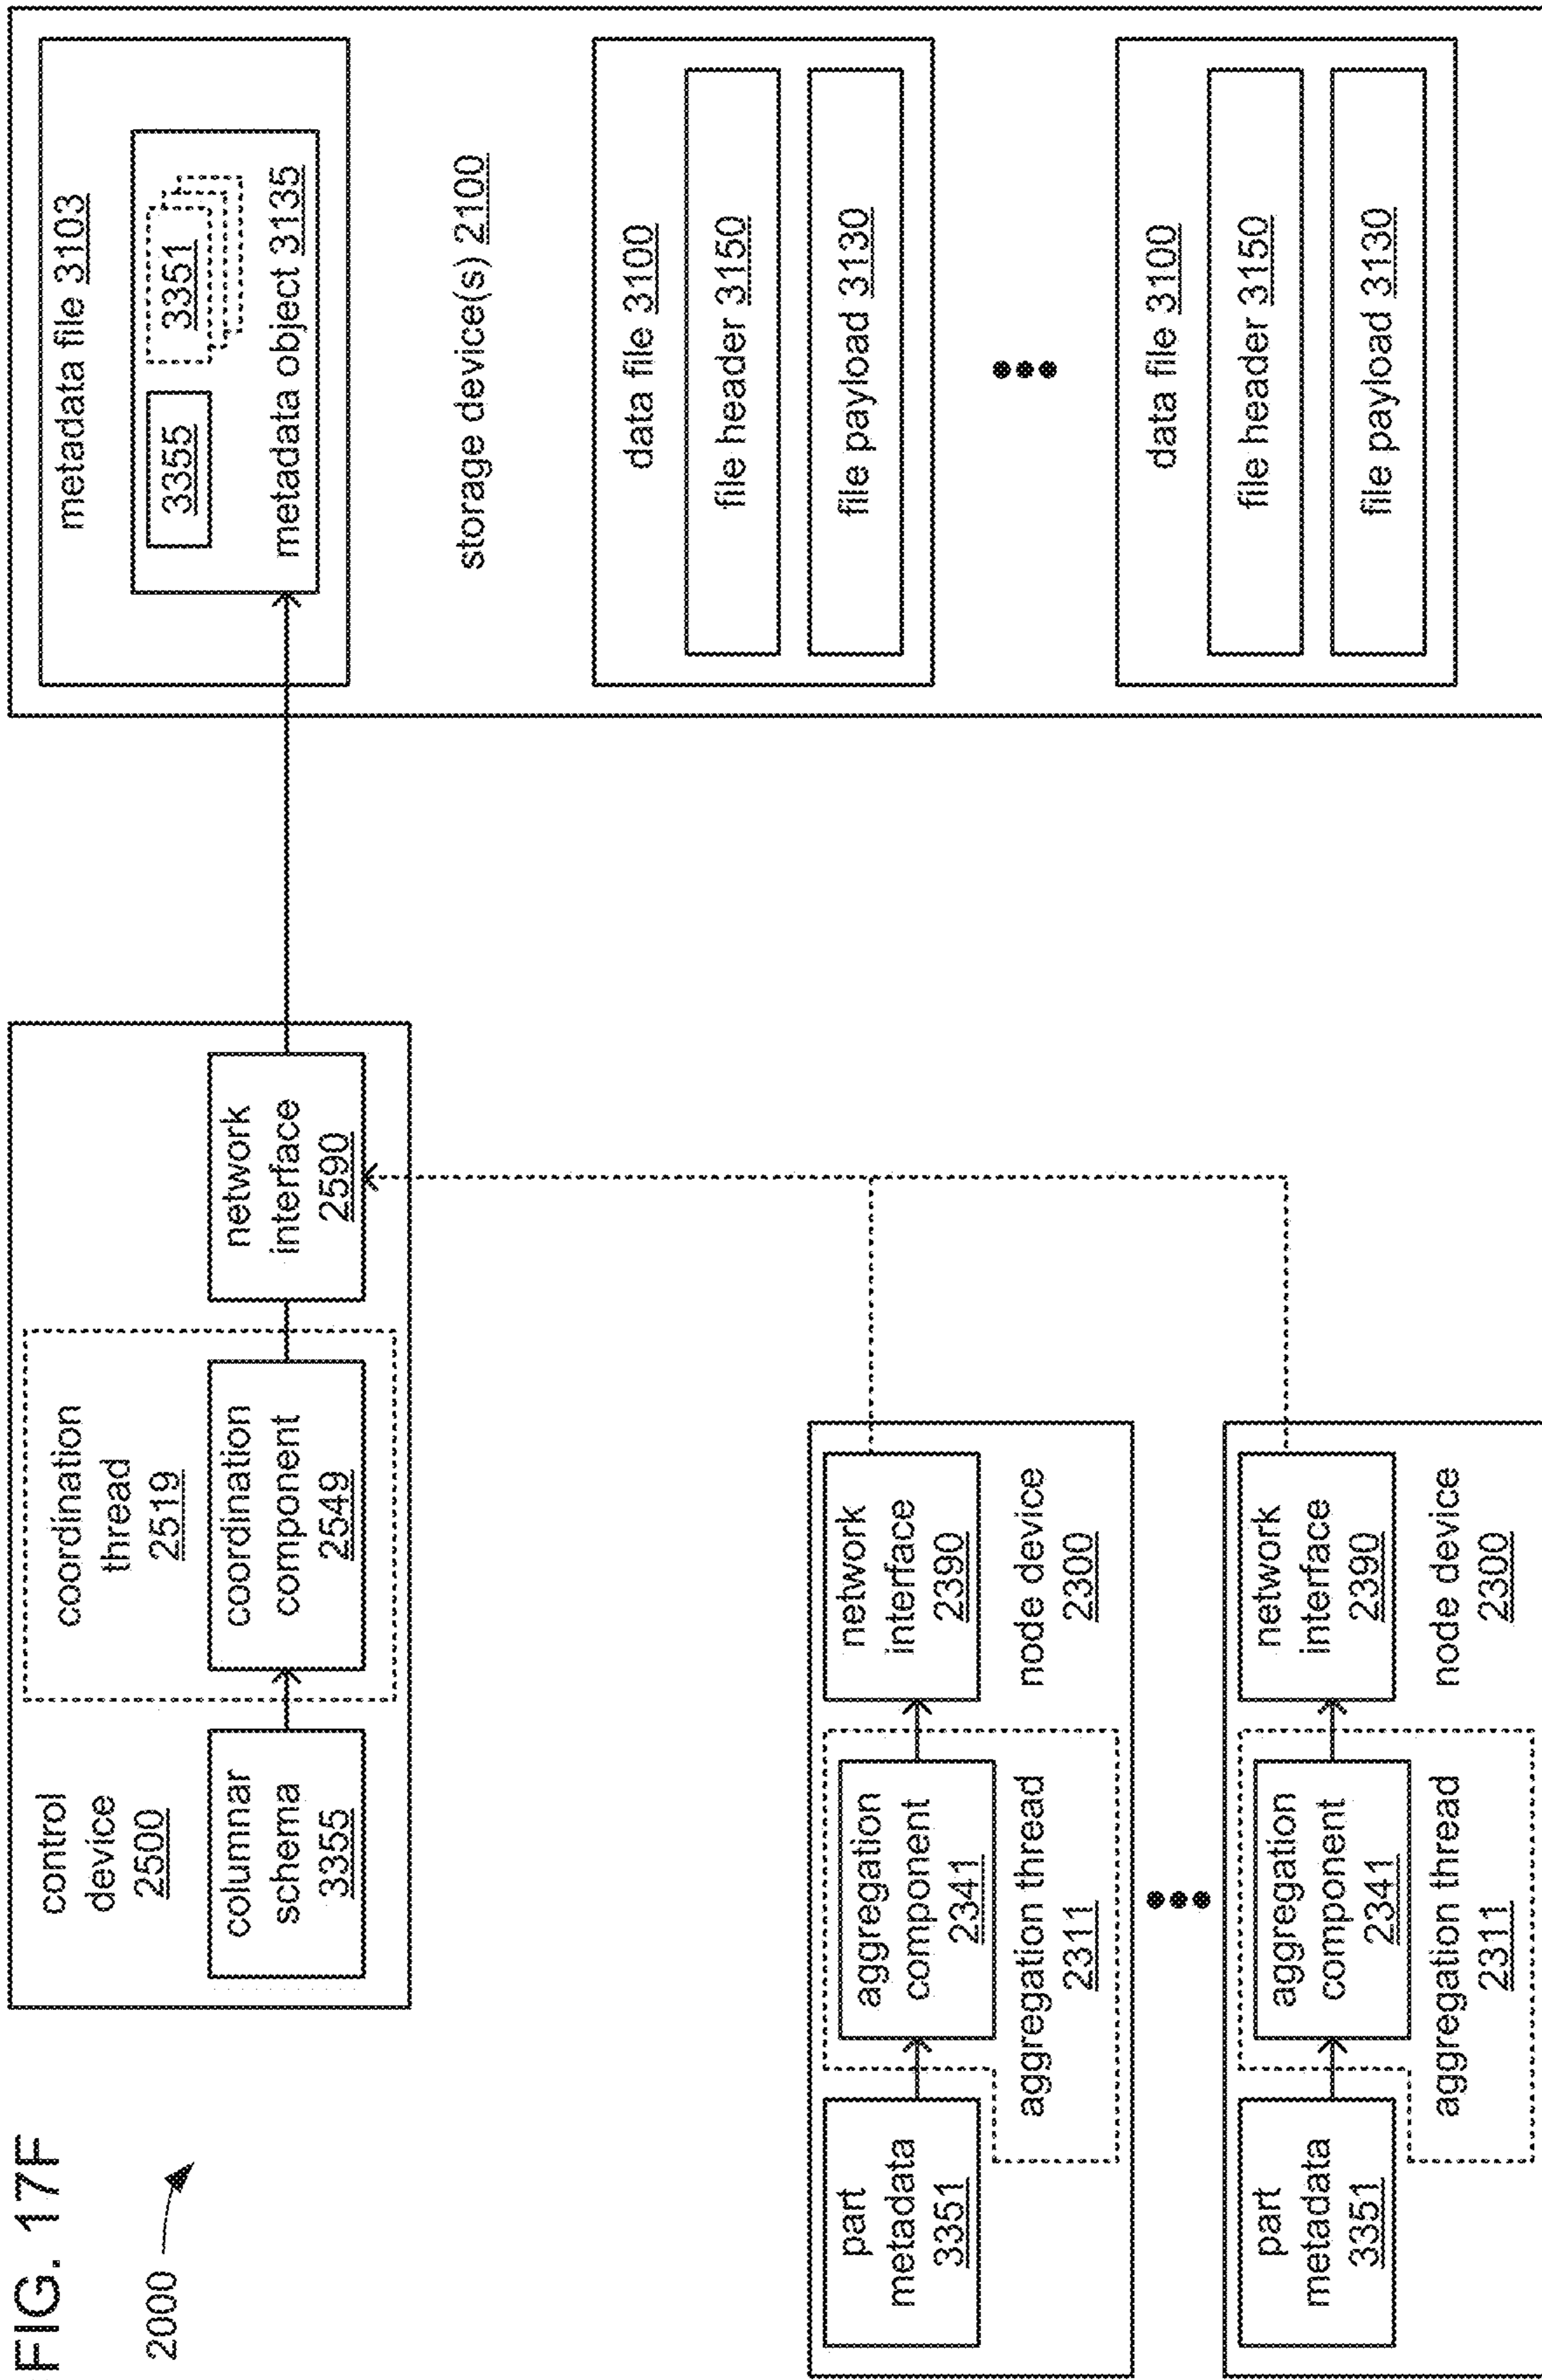 FIG. 17F
2000
control
device
2500
columnar
schema
3355
coordination
thread
2519
coordination
component
2549
network
interface
2590
part
metadata
3351
aggregation
component
2341
aggregation thread
2311
network
interface
2390
node device
2300
part
metadata
3351
aggregation
component
2341
aggregation thread
2311
network
interface
2390
node device
2300
metadata file 3103
3355
3351
metadata object 3135
storage device(s) 2100
data file 3100
file header 3150
file payload 3130
data file 3100
file header 3150
file payload 3130